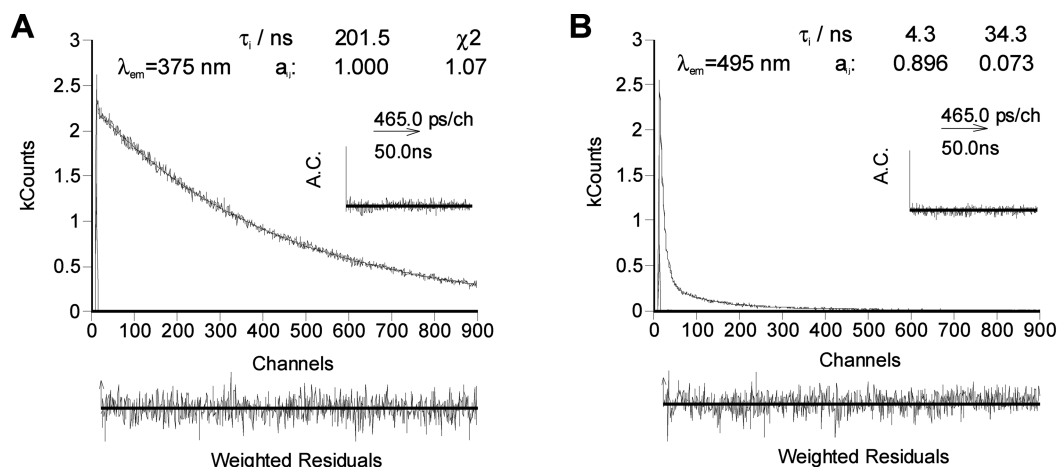 A
τi / ns 201.5 χ2
λem=375 nm ai,: 1.000 1.07
3
2.5
2
1.5
1
0.5
0
kCounts
465.0 ps/ch
50.0ns
A.C.
0 100 200 300 400 500 600 700 800 900
Channels
Weighted Residuals
B
τi / ns 4.3 34.3
λem=495 nm ai,: 0.896 0.073
3
2.5
2
1.5
1
0.5
0
kCounts
465.0 ps/ch
50.0ns
A.C.
0 100 200 300 400 500 600 700 800 900
Channels
Weighted Residuals